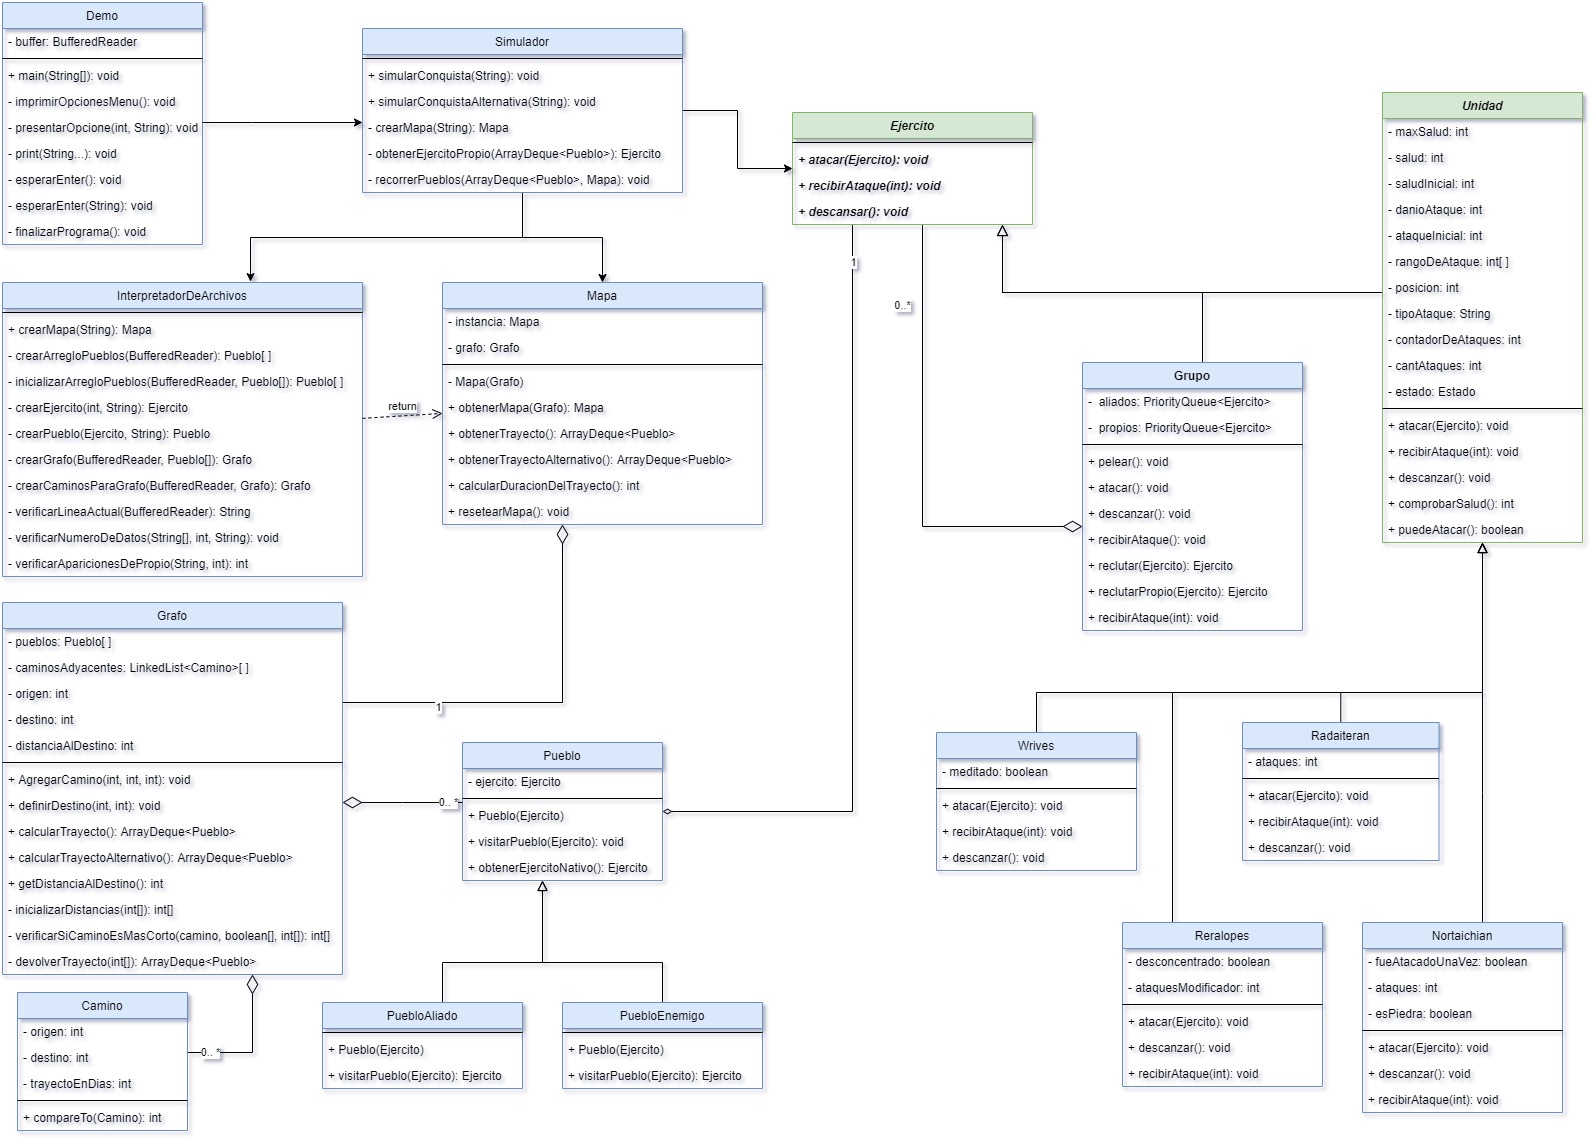 Demo
- buffer: BufferedReader
+ main(String[]): void
- imprimirOpcionesMenu(): void
- presentarOpcione(int, String): void
- print(String...): void
- esperarEnter(): void
- esperarEnter(String): void
- finalizarPrograma(): void
Simulador
+ simularConquista(String): void
+ simularConquistaAlternativa(String): void
- crearMapa(String): Mapa
- obtenerEjercitoPropio(ArrayDeque<Pueblo>): Ejercito
- recorrerPueblos(ArrayDeque<Pueblo>, Mapa): void
Ejercito
+ atacar(Ejercito): void
+ recibirAtaque(int): void
+ descansar(): void
1
0..*
Unidad
- maxSalud: int
- salud: int
- saludInicial: int
- danioAtaque: int
- ataqueInicial: int
- rangoDeAtaque: int[ ]
- posicion: int
- tipoAtaque: String
- contadorDeAtaques: int
- cantAtaques: int
- estado: Estado
+ atacar(Ejercito): void
+ recibirAtaque(int): void
+ descanzar(): void
+ comprobarSalud(): int
+ puedeAtacar(): boolean
InterpretadorDeArchivos
+ crearMapa(String): Mapa
- crearArregloPueblos(BufferedReader): Pueblo[ ]
- inicializarArregloPueblos(BufferedReader, Pueblo[]): Pueblo[ ]
- crearEjercito(int, String): Ejercito
- crearPueblo(Ejercito, String): Pueblo
- crearGrafo(BufferedReader, Pueblo[]): Grafo
- crearCaminosParaGrafo(BufferedReader, Grafo): Grafo
- verificarLineaActual(BufferedReader): String
- verificarNumeroDeDatos(String[], int, String): void
- verificarAparicionesDePropio(String, int): int
return
Mapa
- instancia: Mapa
- grafo: Grafo
- Mapa(Grafo)
+ obtenerMapa(Grafo): Mapa
+ obtenerTrayecto(): ArrayDeque<Pueblo>
+ obtenerTrayectoAlternativo(): ArrayDeque<Pueblo>
+ calcularDuracionDelTrayecto(): int
+ resetearMapa(): void
Grupo
- aliados: PriorityQueue<Ejercito>
- propios: PriorityQueue<Ejercito>
+ pelear(): void
+ atacar(): void
+ descanzar(): void
+ recibirAtaque(): void
+ reclutar(Ejercito): Ejercito
+ reclutarPropio(Ejercito): Ejercito
+ recibirAtaque(int): void
Grafo
- pueblos: Pueblo[ ]
- caminosAdyacentes: LinkedList<Camino>[ ]
- origen: int
- destino: int
- distanciaAlDestino: int
+ AgregarCamino(int, int, int): void
+ definirDestino(int, int): void
+ calcularTrayecto(): ArrayDeque<Pueblo>
+ calcularTrayectoAlternativo(): ArrayDeque<Pueblo>
+ getDistanciaAlDestino(): int
- inicializarDistancias(int[]): int[]
- verificarSiCaminoEsMasCorto(camino, boolean[], int[]): int[]
- devolverTrayecto(int[]): ArrayDeque<Pueblo>
1
0.. *
Pueblo
- ejercito: Ejercito
+ Pueblo(Ejercito)
+ visitarPueblo(Ejercito): void
+ obtenerEjercitoNativo(): Ejercito
Wrives
- meditado: boolean
+ atacar(Ejercito): void
+ recibirAtaque(int): void
+ descanzar(): void
Radaiteran
- ataques: int
+ atacar(Ejercito): void
+ recibirAtaque(int): void
+ descanzar(): void
Camino
- origen: int
- destino: int
- trayectoEnDias: int
+ compareTo(Camino): int
0.. *
PuebloAliado
+ Pueblo(Ejercito)
+ visitarPueblo(Ejercito): Ejercito
PuebloEnemigo
+ Pueblo(Ejercito)
+ visitarPueblo(Ejercito): Ejercito
Reralopes
- desconcentrado: boolean
- ataquesModificador: int
+ atacar(Ejercito): void
+ descanzar(): void
+ recibirAtaque(int): void
Nortaichian
- fueAtacadoUnaVez: boolean
- ataques: int
- esPiedra: boolean
+ atacar(Ejercito): void
+ descanzar(): void
+ recibirAtaque(int): void